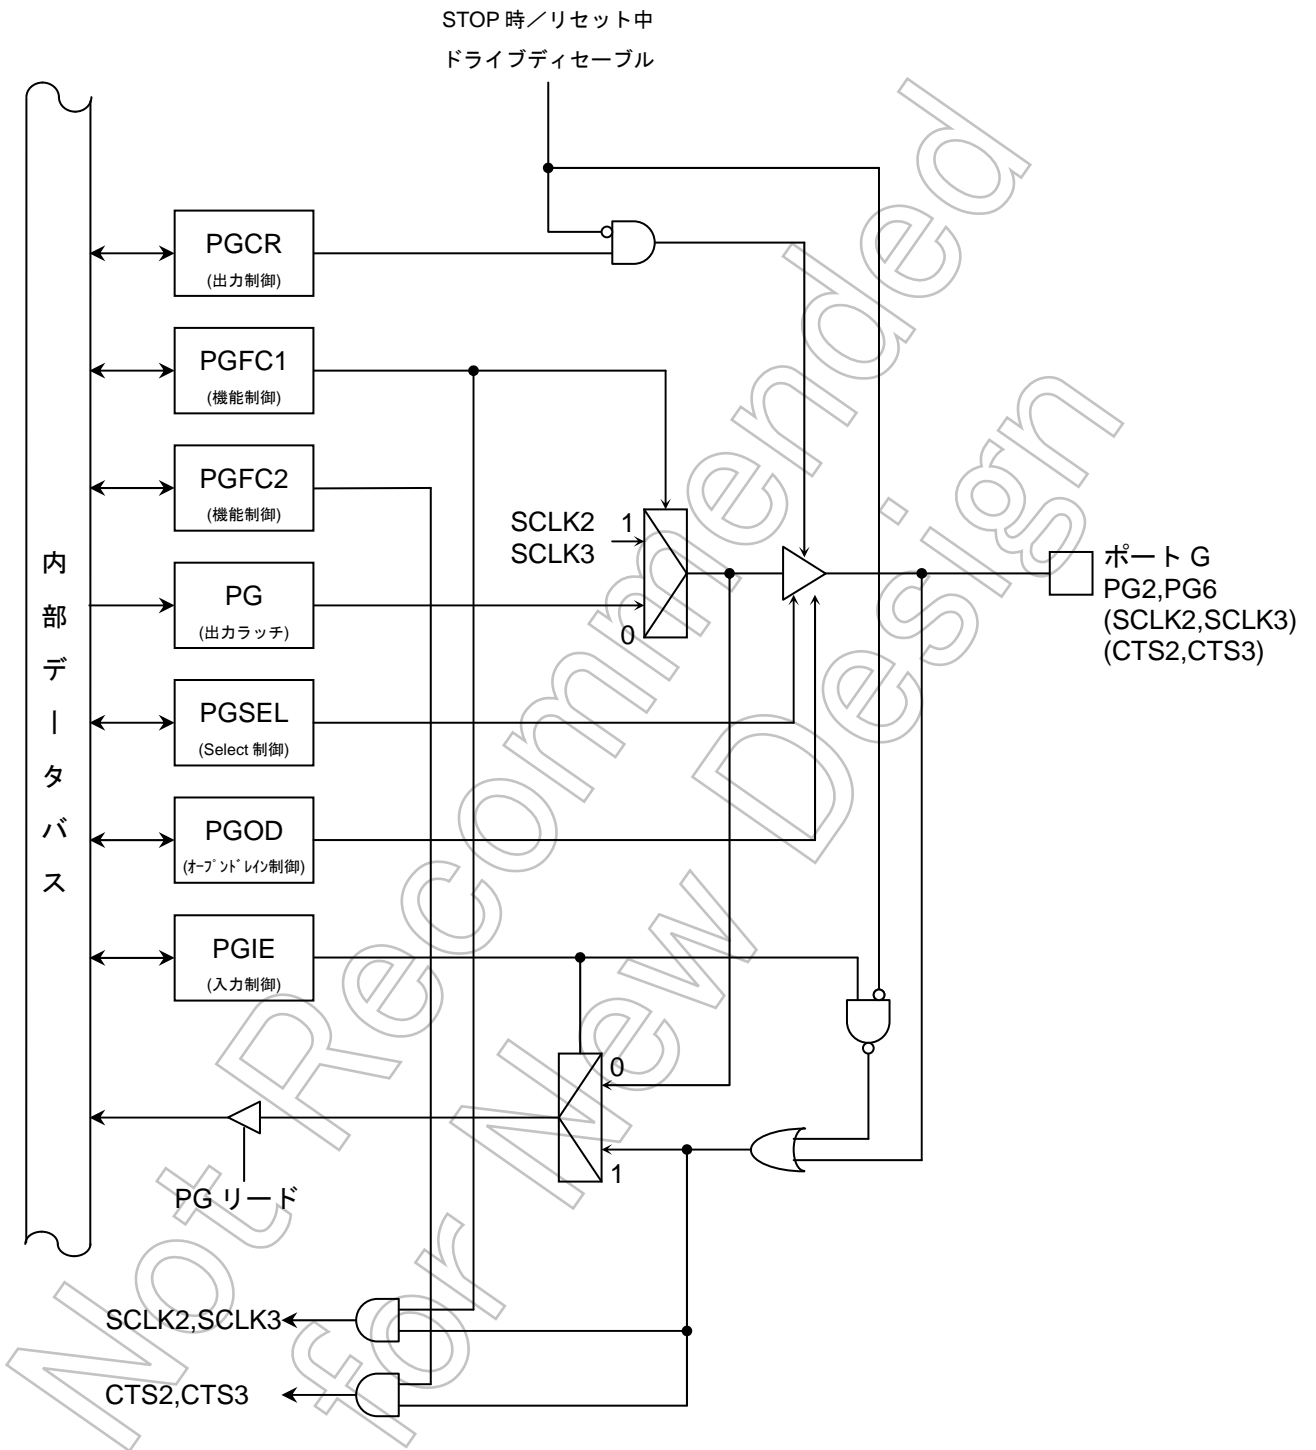 STOP 時／リセット中
ドライブディセーブル
PGCR
(出力制御)
PGFC1
(機能制御)
PGFC2
(機能制御)
SCLK2
SCLK3
1
0
PG
(出力ラッチ)
内部データバス
ポート G
PG2,PG6
(SCLK2,SCLK3)
(CTS2,CTS3)
PGSEL
(Select 制御)
PGOD
(ｵｰﾌﾟﾝﾄﾞﾚｲﾝ制御)
PGIE
(入力制御)
0
1
PG リード
SCLK2,SCLK3
CTS2,CTS3
Not Recommended
for New Design